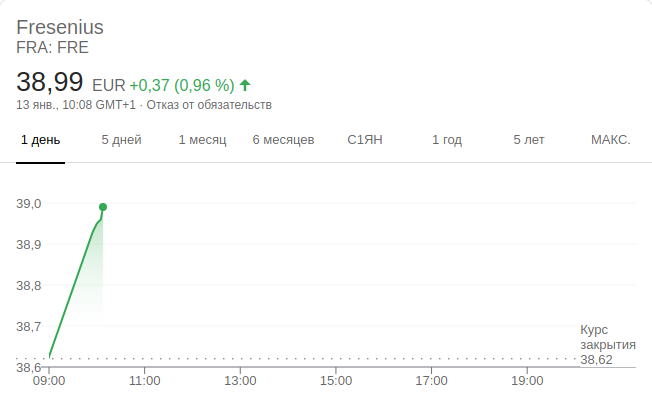 Fresenius
FRA: FRE
38,99 EUR +0,37 (0,96 %)
13 янв., 10:08 GMT+1 · Отказ от обязательств
1 день 5 дней 1 месяц 6 месяцев С1ЯН 1 год 5 лет МАКС.
39,0
38,9
38,8
38,7
38,6
Курс
закрытия
38,62
09:00 11:00 13:00 15:00 17:00 19:00